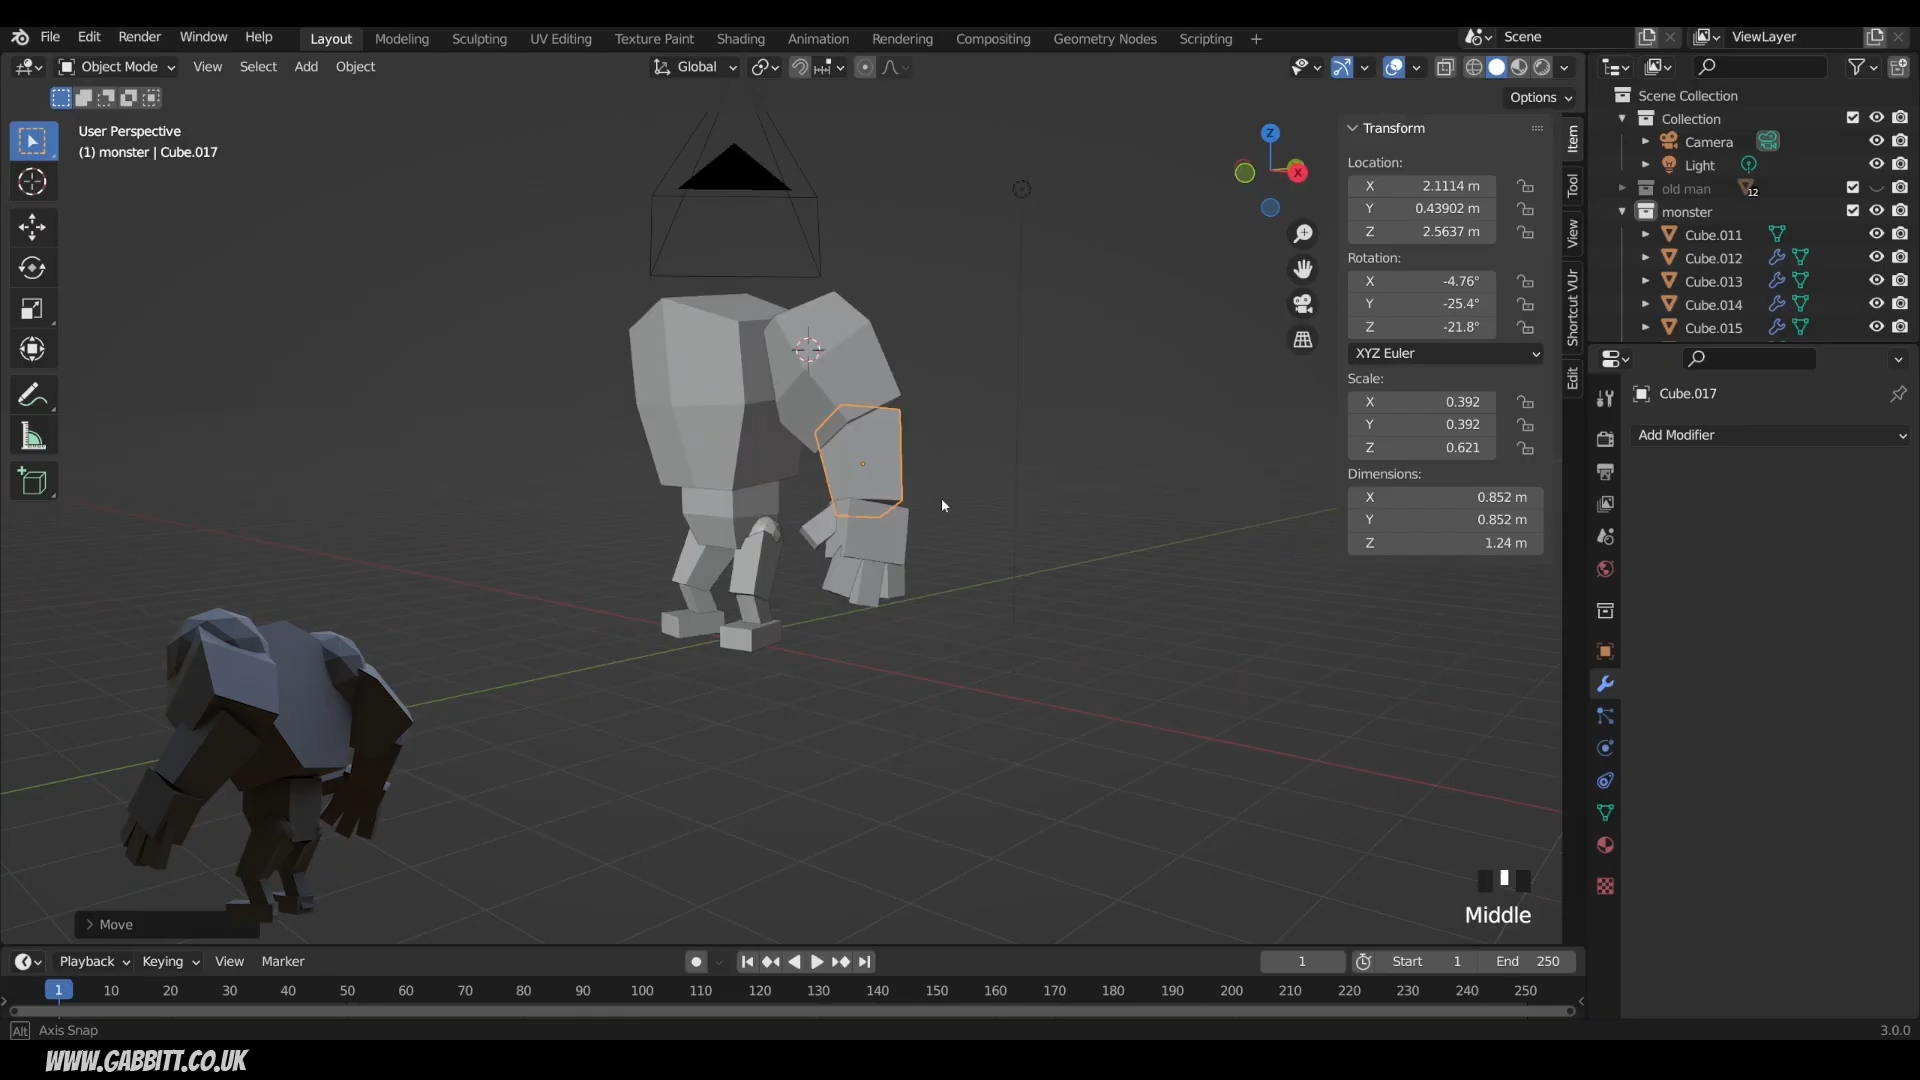 File Edit Render Window Help Layout Modeling Sculpting UV Editing Texture Paint Shading Animation Rendering Compositing Geometry Nodes Scripting + Scene ViewLayer
Object Mode View Select Add Object Global
Options
User Perspective
(1) monster | Cube.017
Z
X
Transform
Location:
X 2.1114 m
Y 0.43902 m
Z 2.5637 m
Rotation:
X -4.76°
Y -25.4°
Z -21.8°
XYZ Euler
Scale:
X 0.392
Y 0.392
Z 0.621
Dimensions:
X 0.852 m
Y 0.852 m
Z 1.24 m
Item
Tool
View
Shortcut VUr
Edit
Scene Collection
Collection
Camera
Light
old man 12
monster
Cube.011
Cube.012
Cube.013
Cube.014
Cube.015
Cube.017
Add Modifier
Middle
Move
Playback Keying View Marker 1 Start 1 End 250
1 10 20 30 40 50 60 70 80 90 100 110 120 130 140 150 160 170 180 190 200 210 220 230 240 250
Alt Axis Snap 3.0.0
WWW.GABBITT.CO.UK